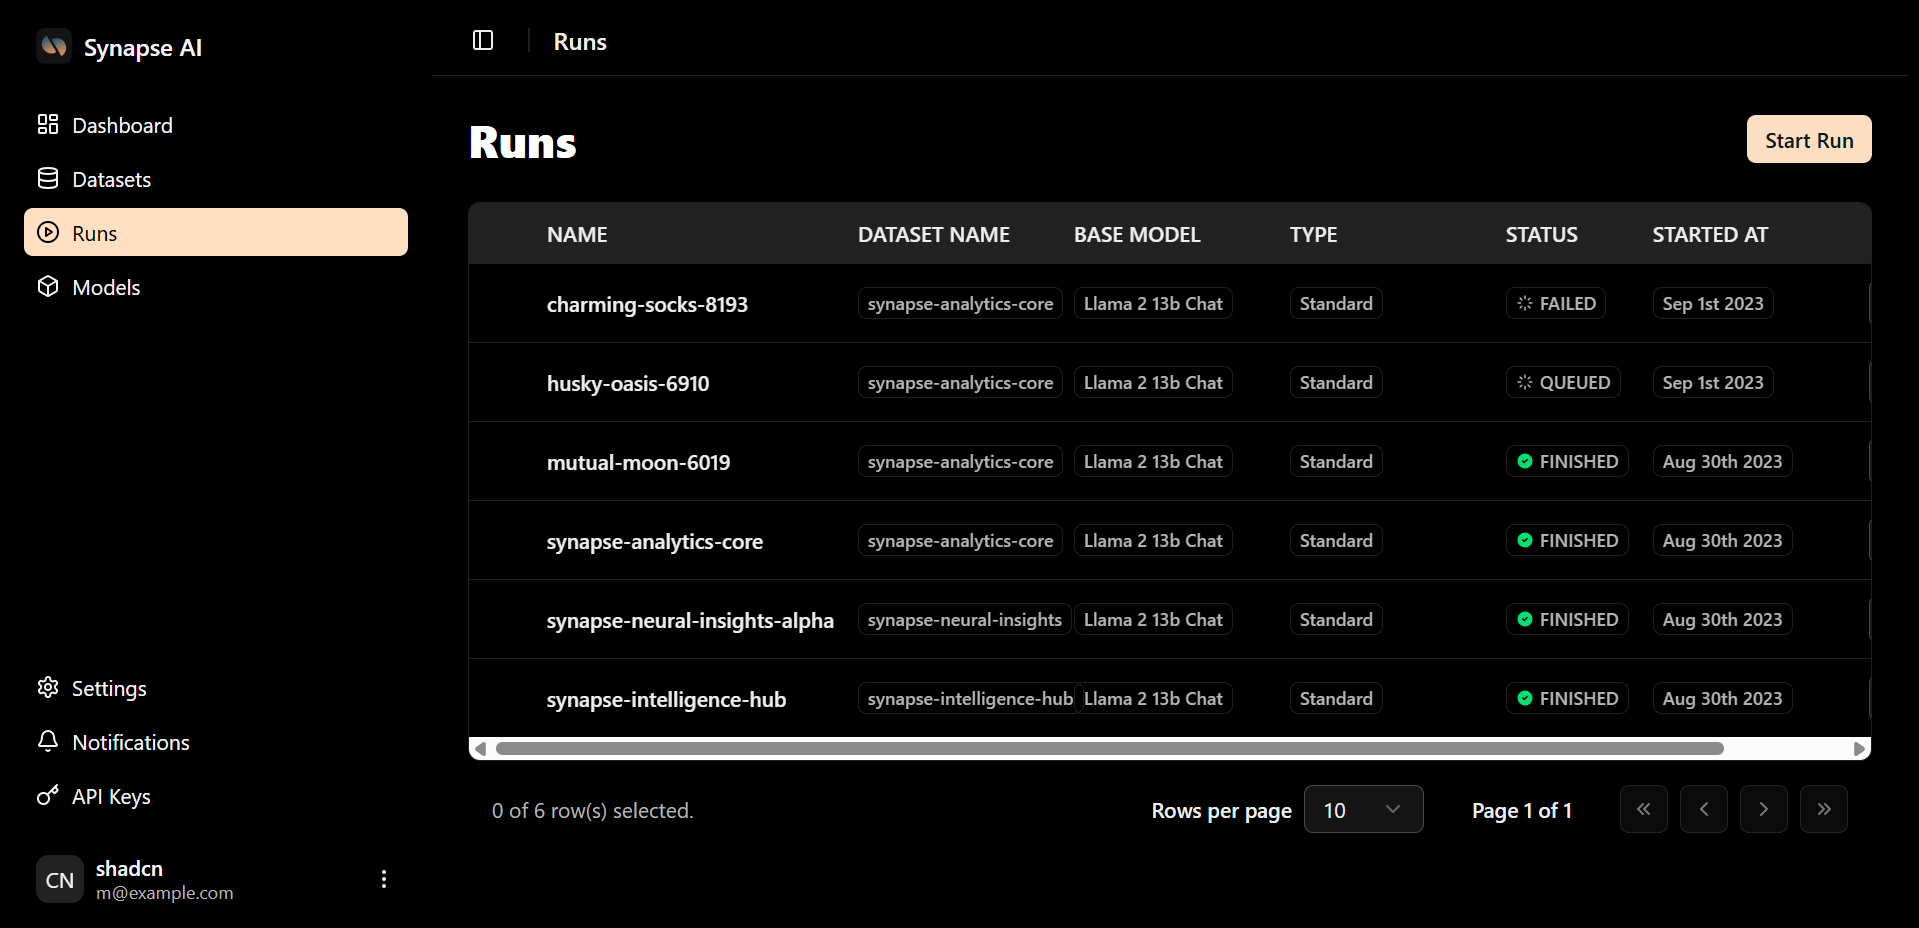 Synapse AI
Runs
Dashboard
Datasets
Runs
Models
Settings
Notifications
API Keys
CN
shadcn
m@example.com
Runs
Start Run
NAME DATASET NAME BASE MODEL TYPE STATUS STARTED AT
charming-socks-8193 synapse-analytics-core Llama 2 13b Chat Standard FAILED Sep 1st 2023
husky-oasis-6910 synapse-analytics-core Llama 2 13b Chat Standard QUEUED Sep 1st 2023
mutual-moon-6019 synapse-analytics-core Llama 2 13b Chat Standard FINISHED Aug 30th 2023
synapse-analytics-core synapse-analytics-core Llama 2 13b Chat Standard FINISHED Aug 30th 2023
synapse-neural-insights-alpha synapse-neural-insights Llama 2 13b Chat Standard FINISHED Aug 30th 2023
synapse-intelligence-hub synapse-intelligence-hub Llama 2 13b Chat Standard FINISHED Aug 30th 2023
0 of 6 row(s) selected. Rows per page 10 Page 1 of 1